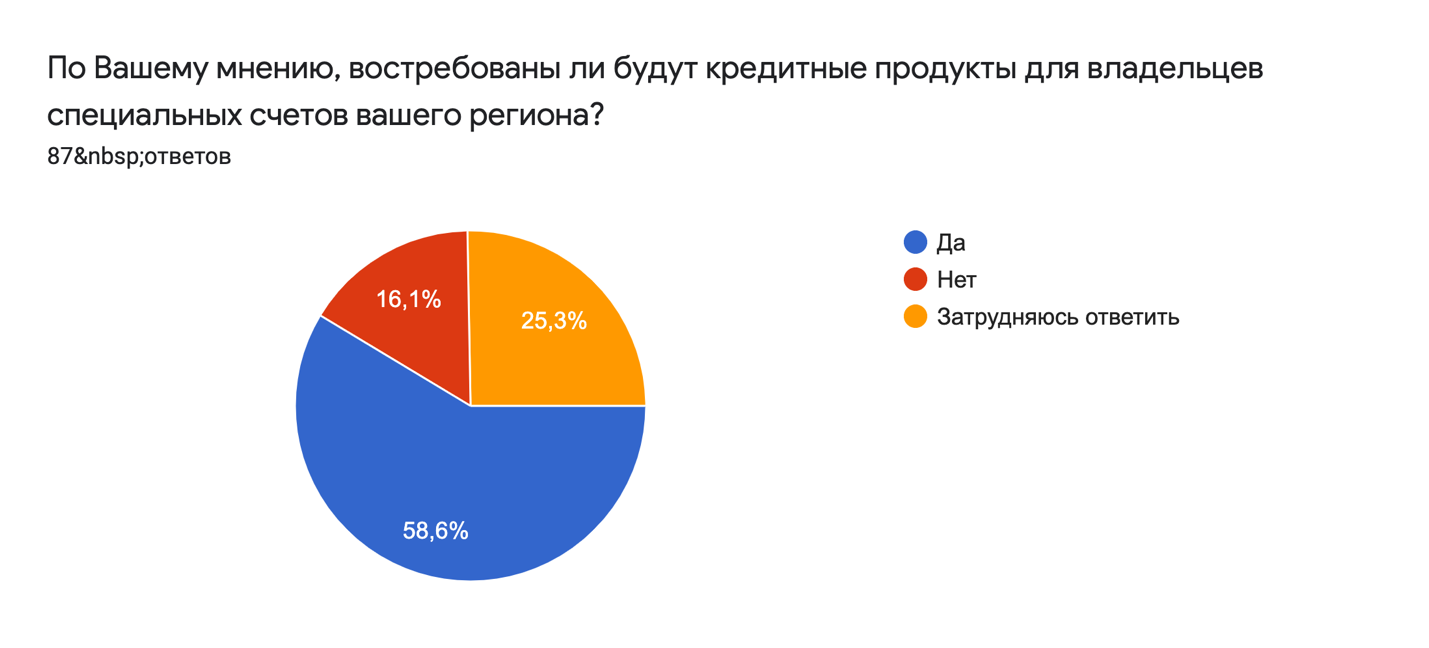 По Вашему мнению, востребованы ли будут кредитные продукты для владельцев
специальных счетов вашего региона?
87&nbsp;ответов
Да
Нет
Затрудняюсь ответить
16,1%
25,3%
58,6%